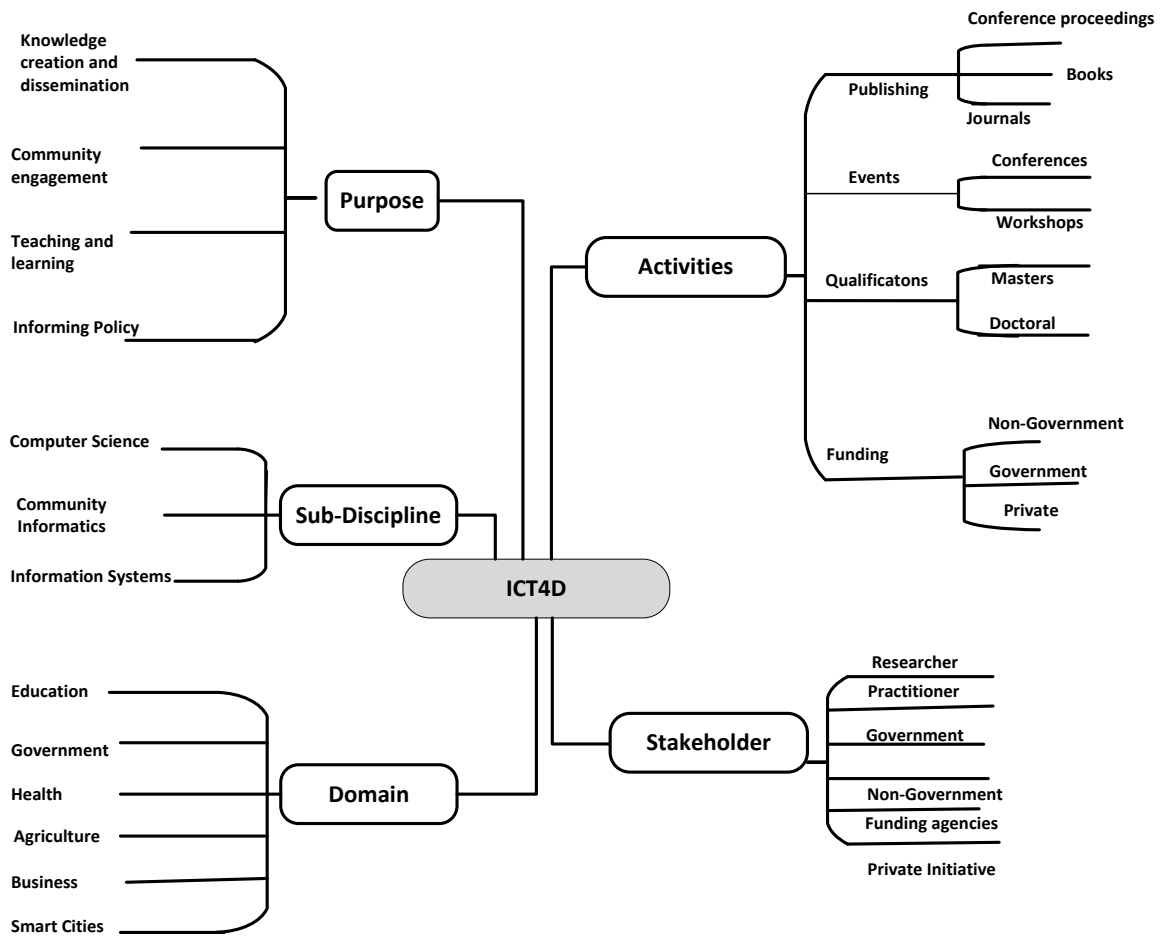 Knowledge
creation and
dissemination
Community
engagement
Teaching and
learning
Informing Policy
Purpose
Computer Science
Community
Informatics
Information Systems
Sub-Discipline
ICT4D
Education
Government
Health
Agriculture
Business
Smart Cities
Domain
Activities
Publishing
Conference proceedings
Books
Journals
Events
Conferences
Workshops
Qualificatons
Masters
Doctoral
Funding
Non-Government
Government
Private
Stakeholder
Researcher
Practitioner
Government
Non-Government
Funding agencies
Private Initiative